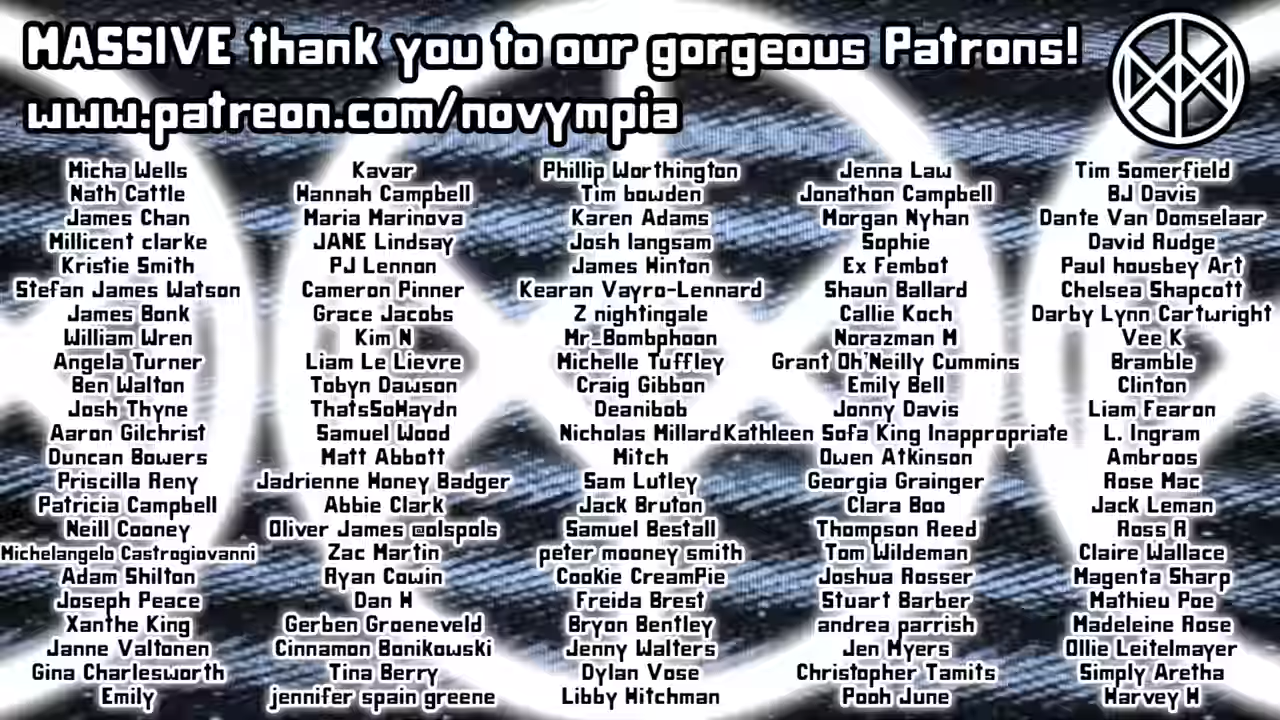 MASSIVE thank you to our gorgeous Patrons!
www.patreon.com/novympia
Micha Wells
Nath Cattle
James Chan
Millicent clarke
Kristie Smith
Stefan James Watson
James Bonk
William Wren
Angela Turner
Ben Walton
Josh Thyne
Aaron Gilchrist
Duncan Bowers
Priscilla Reny
Patricia Campbell
Neill Cooney
Michelangelo Castrogiovanni
Adam Shilton
Joseph Peace
Xanthe King
Janne Valtonen
Gina Charlesworth
Emily
Kavar
Hannah Campbell
Maria Marinova
JANE Lindsay
PJ Lennon
Cameron Pinner
Grace Jacobs
Kim N
Liam Le Lievre
Tobyn Dawson
ThatsSoHaydn
Samuel Wood
Matt Abbott
Jadrienne Honey Badger
Abbie Clark
Oliver James @olspols
Zac Martin
Ryan Cowin
Dan H
Gerben Groeneveld
Cinnamon Bonikowski
Tina Berry
jennifer spain greene
Phillip Worthington
Tim bowden
Karen Adams
Josh langsam
James Hinton
Kearan Vayro-Lennard
Z nightingale
Mr_Bombphoon
Michelle Tuffley
Craig Gibbon
Deanibob
Nicholas Millard
Mitch
Sam Lutley
Jack Bruton
Samuel Bestall
peter mooney smith
Cookie CreamPie
Freida Brest
Bryon Bentley
Jenny Walters
Dylan Vose
Libby Hitchman
Jenna Law
Jonathon Campbell
Morgan Nyhan
Sophie
Ex Fembot
Shaun Ballard
Callie Koch
Norazman M
Grant Oh'Neilly Cummins
Emily Bell
Jonny Davis
Kathleen Sofa King Inappropriate
Owen Atkinson
Georgia Grainger
Clara Boo
Thompson Reed
Tom Wildeman
Joshua Rosser
Stuart Barber
andrea parrish
Jen Myers
Christopher Tamits
Pooh June
Tim Somerfield
BJ Davis
Dante Van Domselaar
David Rudge
Paul housbey Art
Chelsea Shapcott
Darby Lynn Cartwright
Vee K
Bramble
Clinton
Liam Fearon
L. Ingram
Ambroos
Rose Mac
Jack Leman
Ross R
Claire Wallace
Magenta Sharp
Mathieu Poe
Madeleine Rose
Ollie Leitelmayer
Simply Aretha
Harvey H